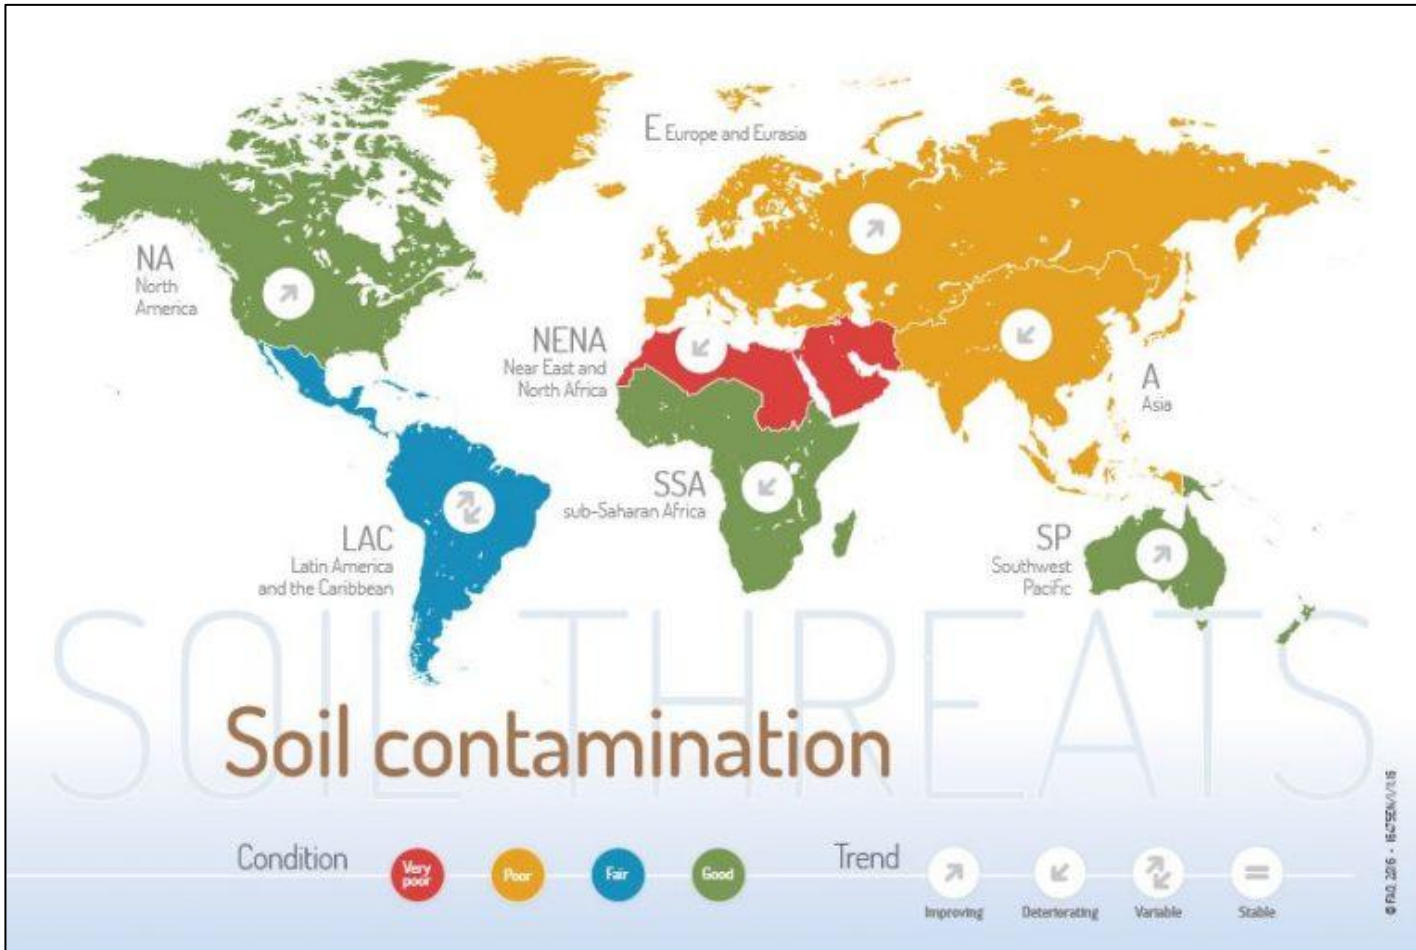 E Europe and Eurasia
NA
North
America
NENA
Near East and
North Africa
A
Asia
SSA
sub-Saharan Africa
SP
Southwest
Pacific
LAC
Latin America
and the Caribbean
SOIL THREATS
Soil contamination
Condition
Very
poor
Poor
Fair
Good
Trend
Improving
Deteriorating
Variable
Stable
© FAO, 2016